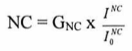 NC = G_NC x I^NC / I_0^NC